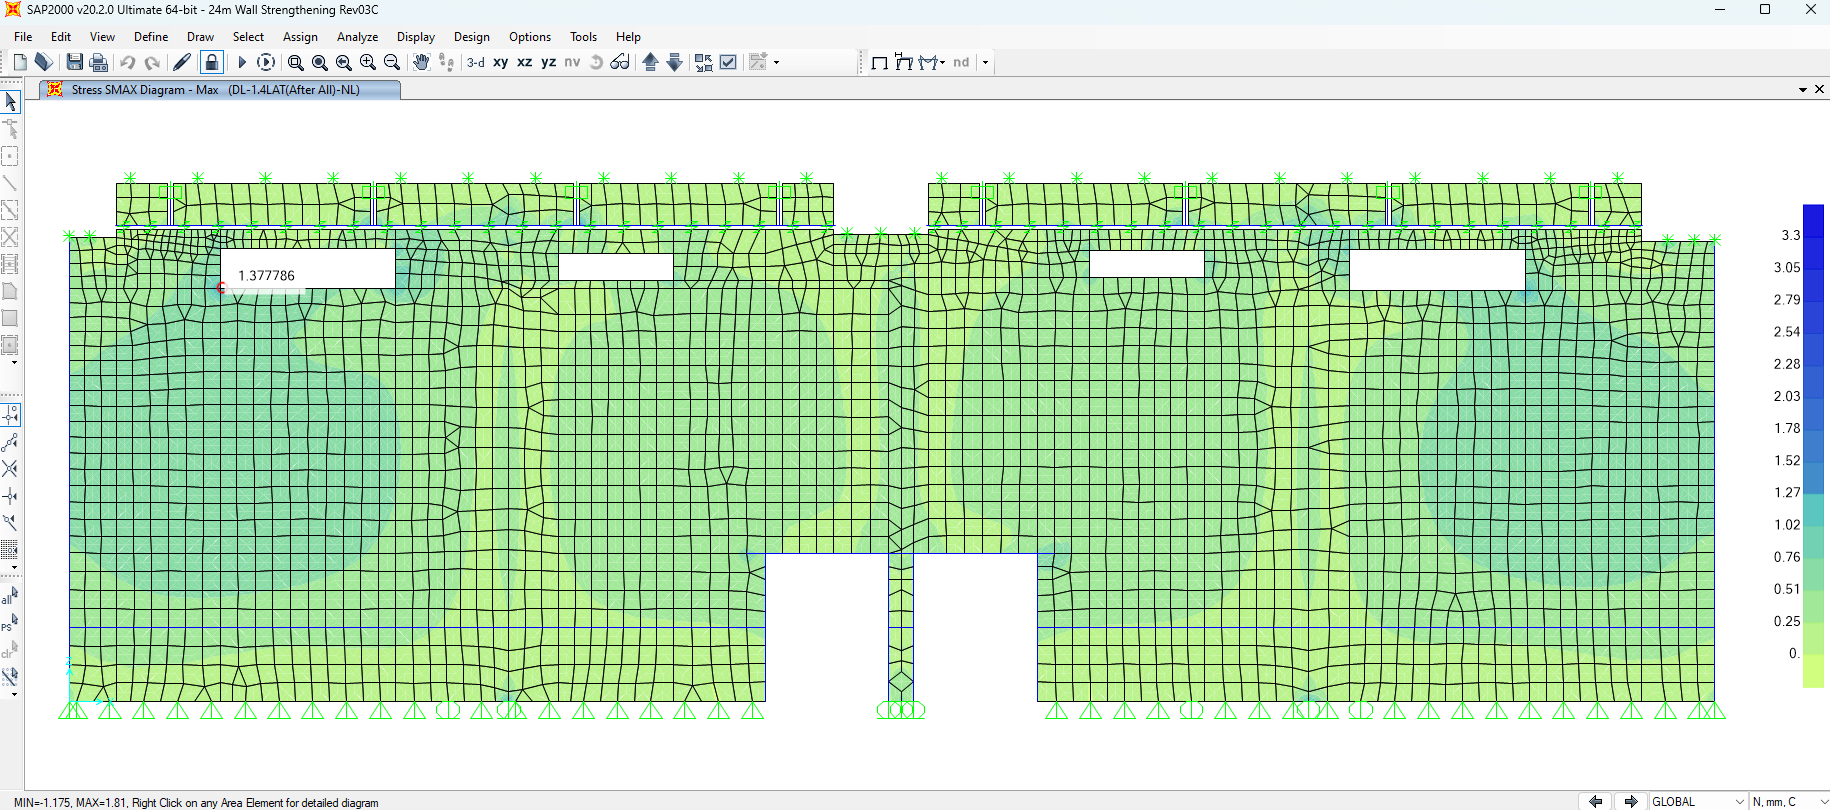 SAP2000 v20.2.0 Ultimate 64-bit - 24m Wall Strengthening Rev03C
File Edit View Define Draw Select Assign Analyze Display Design Options Tools Help
3-d xy xz yz nv nd
Stress SMAX Diagram - Max (DL-1.4LAT(After All)-NL)
1.377786
3.3
3.05
2.79
2.54
2.28
2.03
1.78
1.52
1.27
1.02
0.76
0.51
0.25
0.
all
PS
clr
MIN=-1.175, MAX=1.81, Right Click on any Area Element for detailed diagram
GLOBAL
N, mm, C